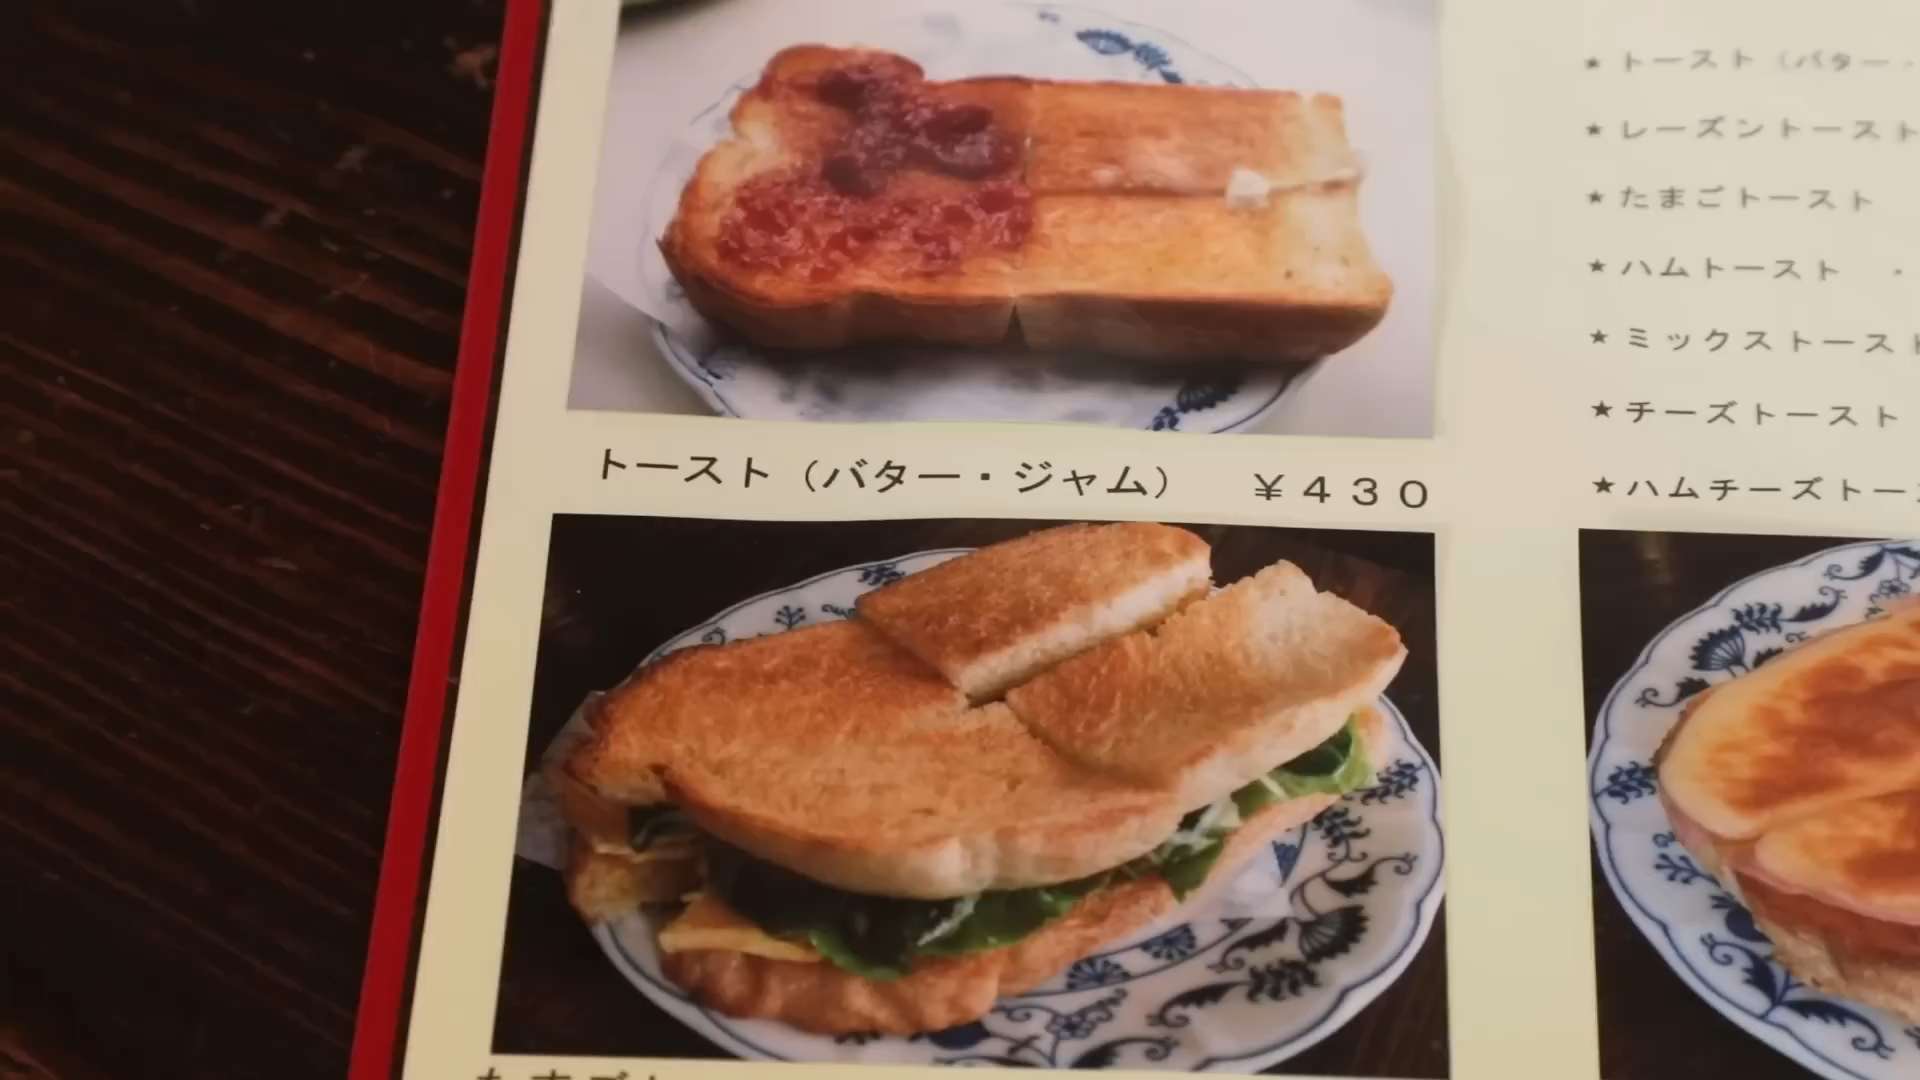 トースト（バター・ジャム）　￥４３０
★トースト（バター・
★レーズントースト
★たまごトースト
★ハムトースト　・
★ミックストースト
★チーズトースト
★ハムチーズトー